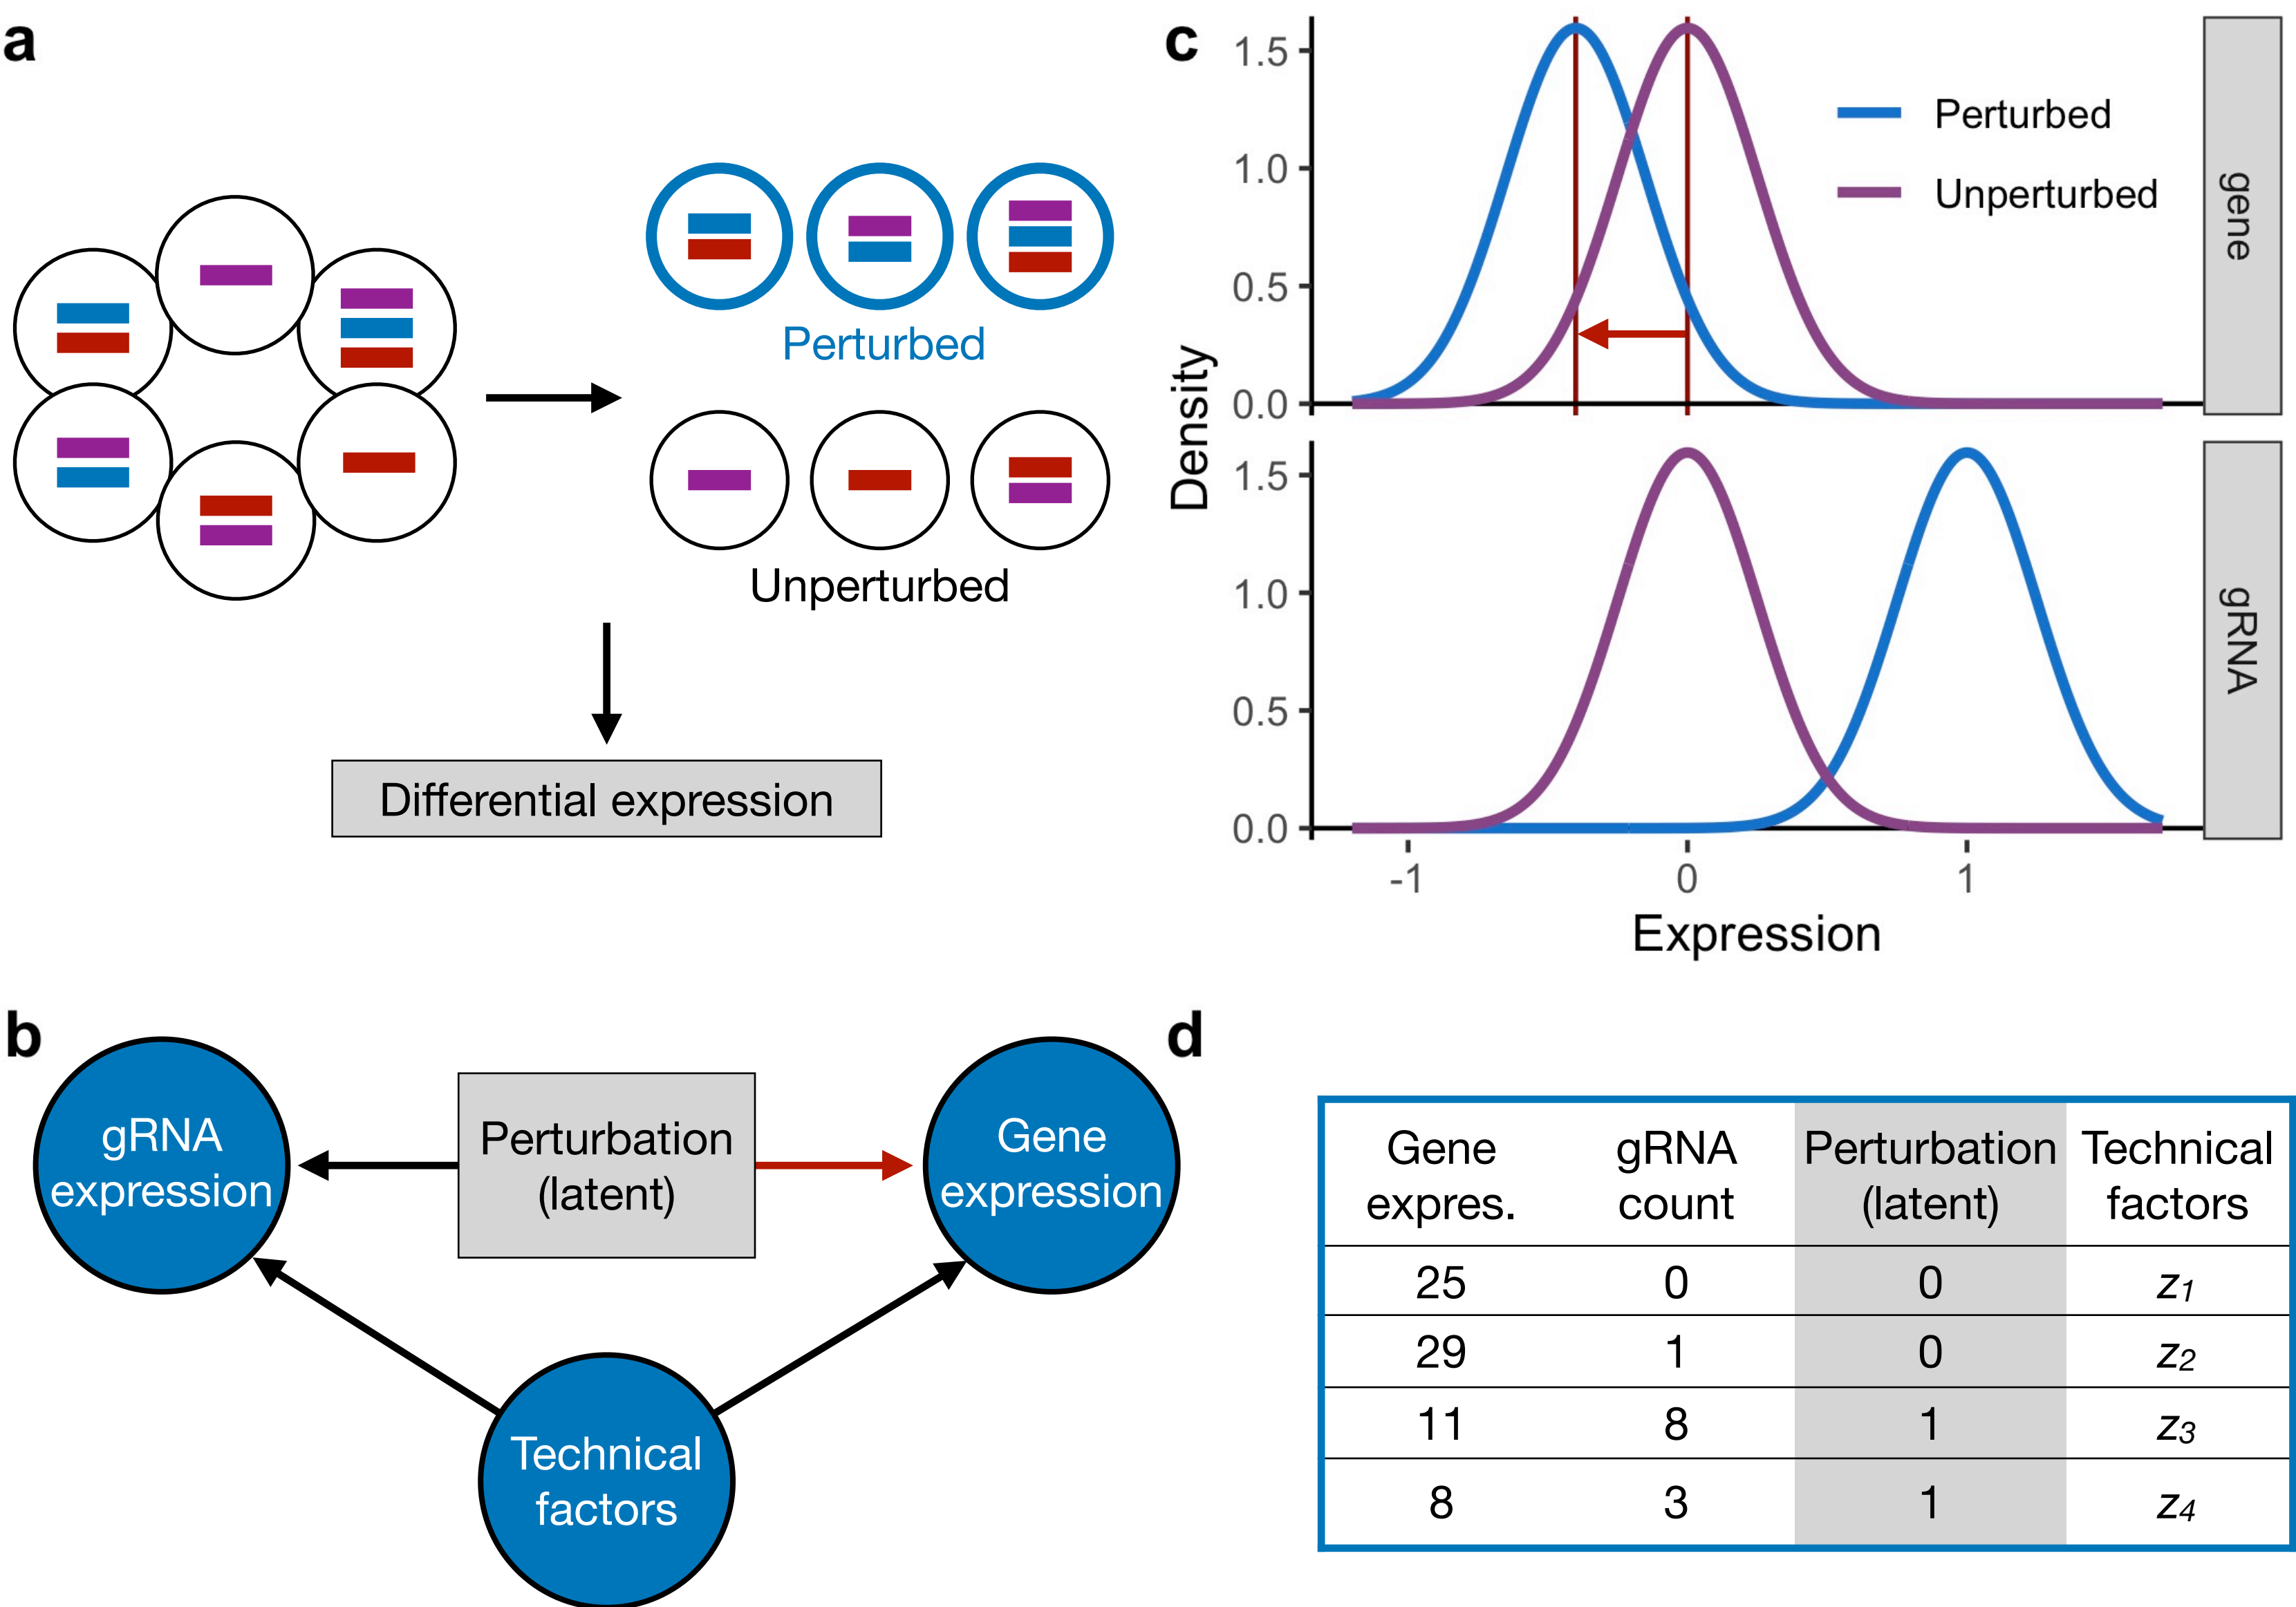 a
Perturbed
Unperturbed
Differential expression
b
gRNA
expression
Perturbation
(latent)
Gene
expression
Technical
factors
c
Density
1.5
1.0
0.5
0.0
Perturbed
Unperturbed
gene
1.5
1.0
0.5
0.0
gRNA
-1
0
1
Expression
d
Gene expres. gRNA count Perturbation (latent) Technical factors
25 0 0 z1
29 1 0 z2
11 8 1 z3
8 3 1 z4